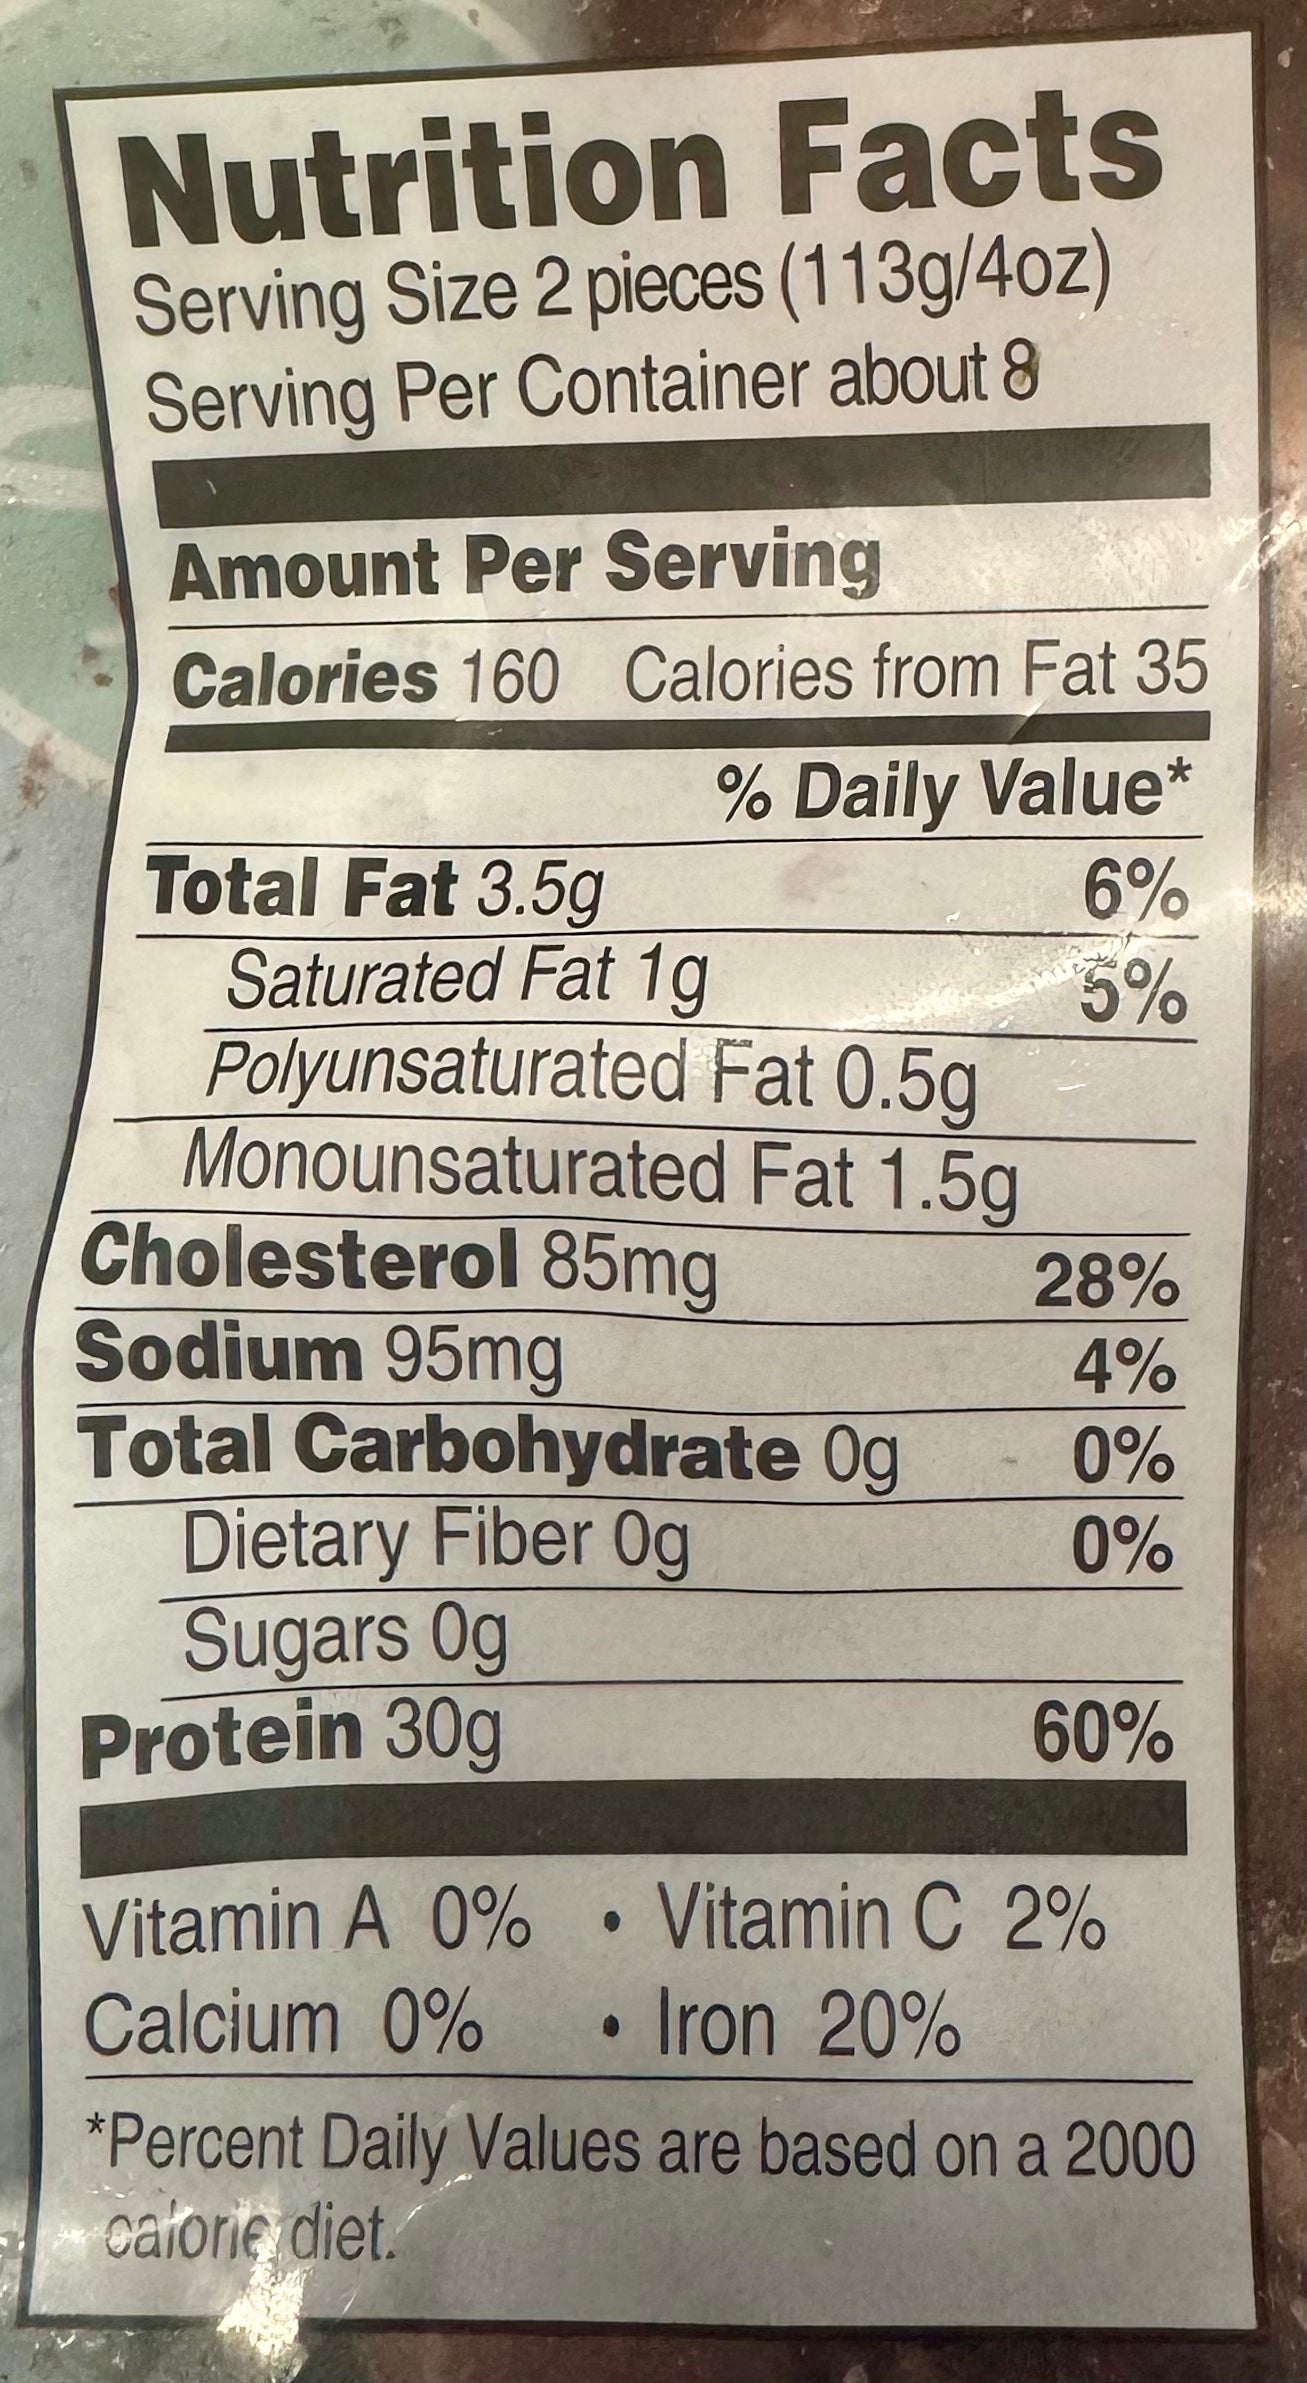 Nutrition Facts
Serving Size 2 pieces (113g/4oz)
Serving Per Container about 8
Amount Per Serving
Calories 160 Calories from Fat 35
% Daily Value*
Total Fat 3.5g 6%
Saturated Fat 1g 5%
Polyunsaturated Fat 0.5g
Monounsaturated Fat 1.5g
Cholesterol 85mg 28%
Sodium 95mg 4%
Total Carbohydrate 0g 0%
Dietary Fiber 0g 0%
Sugars 0g
Protein 30g 60%
Vitamin A 0% • Vitamin C 2%
Calcium 0% • Iron 20%
*Percent Daily Values are based on a 2000
calorie diet.